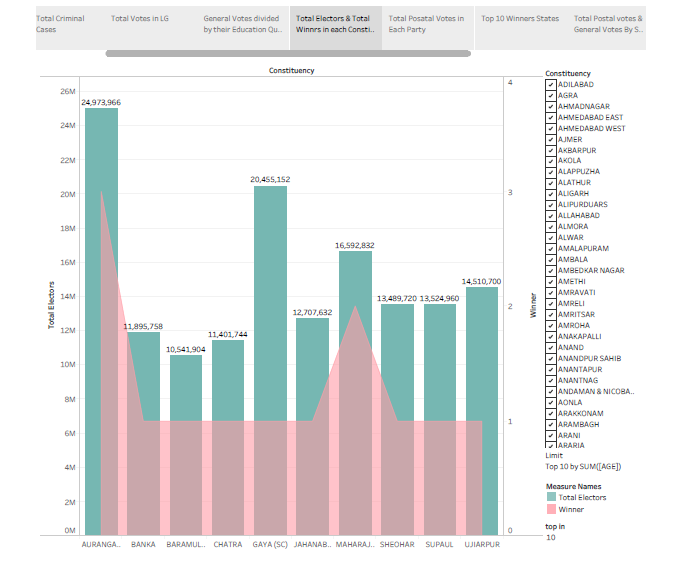 Total Criminal
Cases
Total Votes in LG
General Votes divided
by their Education Qu..
Total Electors & Total
Winnrs in each Consti..
Total Posatal Votes in
Each Party
Top 10 Winners States
Total Postal votes &
General Votes By S..
Constituency
26M
24M
22M
20M
18M
16M
14M
12M
10M
8M
6M
4M
2M
0M
Total Electors
24,973,966
11,895,758
10,541,904
11,401,744
20,455,152
12,707,632
16,592,832
13,489,720
13,524,960
14,510,700
4
3
2
1
0
Winner
AURANGA..
BANKA
BARAMUL..
CHATRA
GAYA (SC)
JAHANAB..
MAHARAJ..
SHEOHAR
SUPAUL
UJIARPUR
Constituency
ADILABAD
AGRA
AHMADNAGAR
AHMEDABAD EAST
AHMEDABAD WEST
AJMER
AKBARPUR
AKOLA
ALAPPUZHA
ALATHUR
ALIGARH
ALIPURDUARS
ALLAHABAD
ALMORA
ALWAR
AMALAPURAM
AMBALA
AMBEDKAR NAGAR
AMETHI
AMRAVATI
AMRELI
AMRITSAR
AMROHA
ANAKAPALLI
ANAND
ANANDPUR SAHIB
ANANTAPUR
ANANTNAG
ANDAMAN & NICOBA..
AONLA
ARAKKONAM
ARAMBAGH
ARANI
ARARIA
Limit
Top 10 by SUM([AGE])
Measure Names
Total Electors
Winner
top in
10